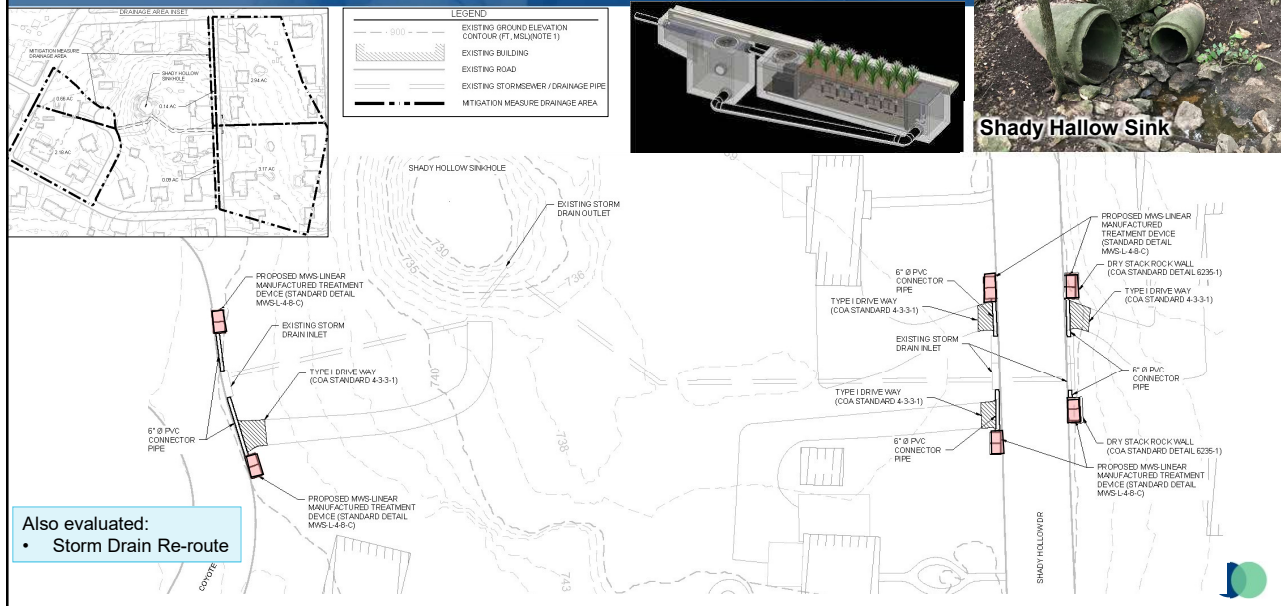 DRAINAGE AREA INSET
MITIGATION MEASURE
DRAINAGE AREA
SHADY HOLLOW
SINKHOLE
0.66 AC
0.14 AC
2.94 AC
2.18 AC
0.09 AC
3.17 AC
LEGEND
900
EXISTING GROUND ELEVATION
CONTOUR (FT, MSL)(NOTE 1)
EXISTING BUILDING
EXISTING ROAD
EXISTING STORMSEWER / DRAINAGE PIPE
MITIGATION MEASURE DRAINAGE AREA
Shady Hallow Sink
SHADY HOLLOW SINKHOLE
EXISTING STORM
DRAIN OUTLET
730
735
736
PROPOSED MWS-LINEAR
MANUFACTURED TREATMENT
DEVICE (STANDARD DETAIL
MWS-L-4-8-C)
EXISTING STORM
DRAIN INLET
TYPE I DRIVE WAY
(COA STANDARD 4-3-3-1)
740
738
6" Ø PVC
CONNECTOR
PIPE
PROPOSED MWS-LINEAR
MANUFACTURED TREATMENT
DEVICE (STANDARD DETAIL
MWS-L-4-8-C)
743
COYOTE
Also evaluated:
• Storm Drain Re-route
PROPOSED MWS-LINEAR
MANUFACTURED
TREATMENT DEVICE
(STANDARD DETAIL
MWS-L-4-8-C)
6" Ø PVC
CONNECTOR
PIPE
DRY STACK ROCK WALL
(COA STANDARD DETAIL 623S-1)
TYPE I DRIVE WAY
(COA STANDARD 4-3-3-1)
TYPE I DRIVE WAY
(COA STANDARD 4-3-3-1)
EXISTING STORM
DRAIN INLET
6" Ø PVC
CONNECTOR
PIPE
TYPE I DRIVE WAY
(COA STANDARD 4-3-3-1)
6" Ø PVC
CONNECTOR
PIPE
DRY STACK ROCK WALL
(COA STANDARD DETAIL 623S-1)
PROPOSED MWS-LINEAR
MANUFACTURED TREATMENT
DEVICE (STANDARD DETAIL
MWS-L-4-8-C)
SHADY HOLLOW DR